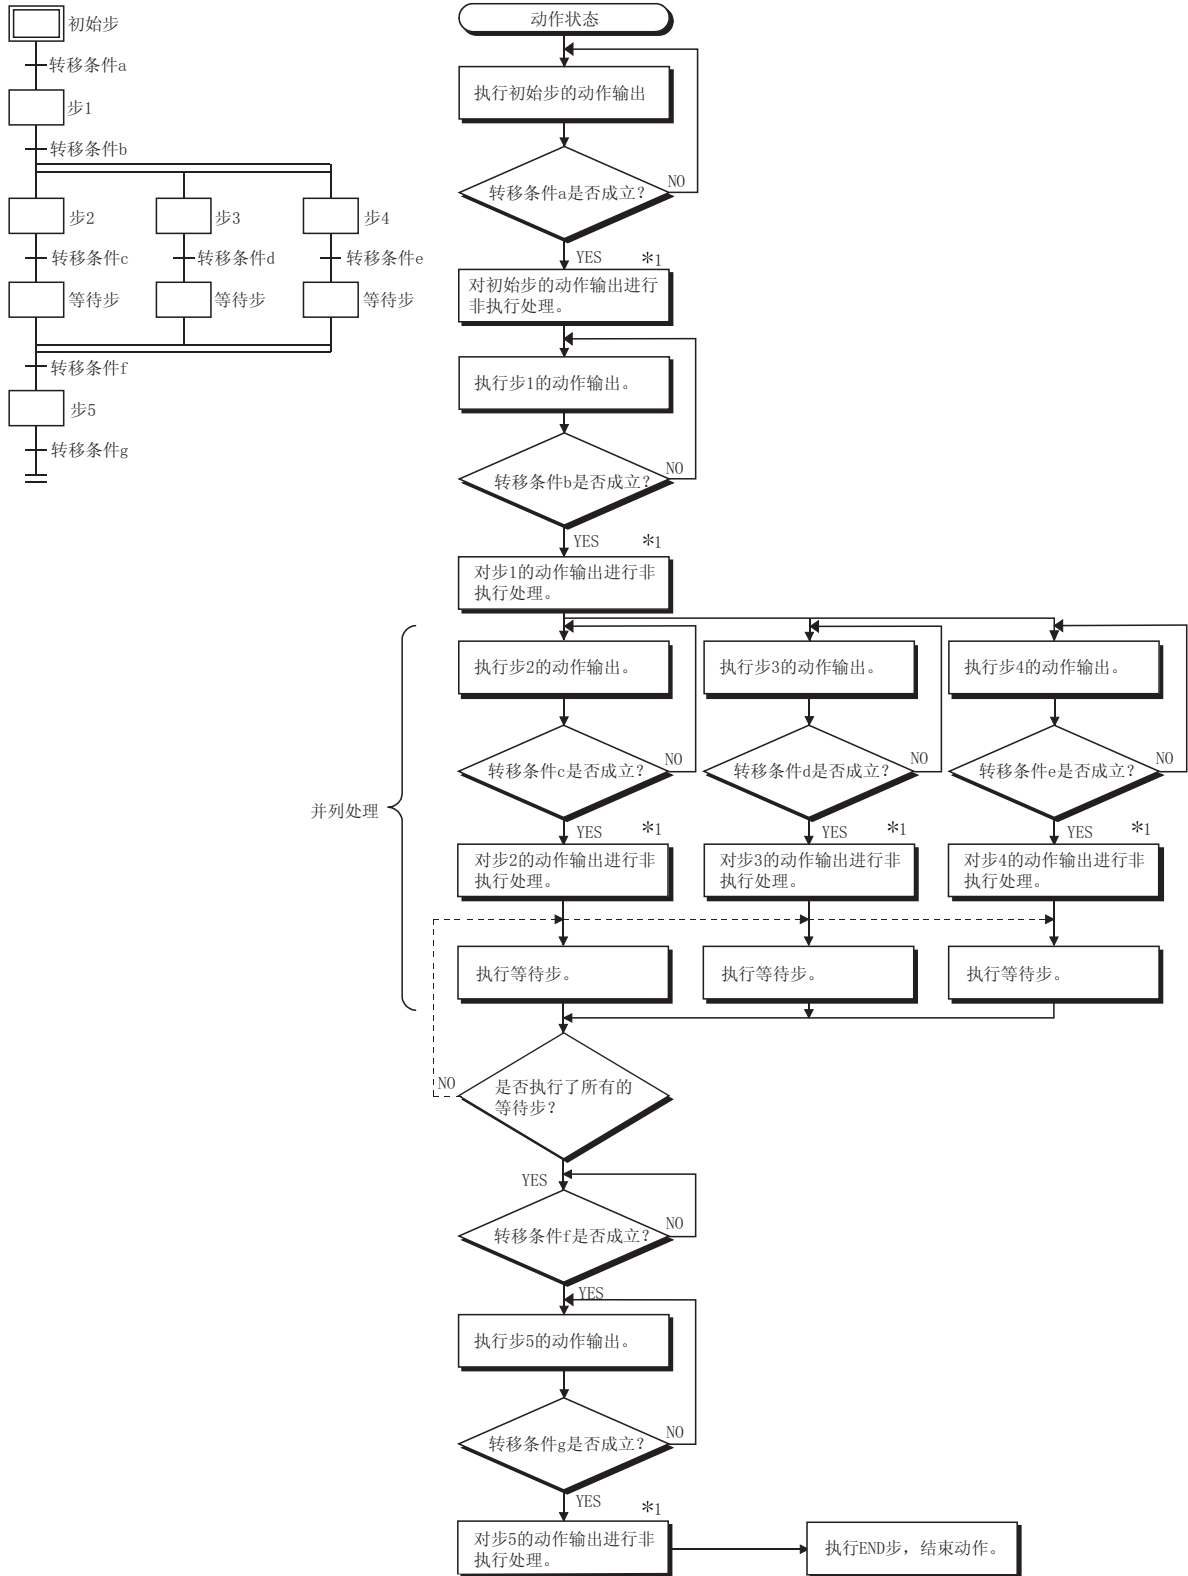 初始步
转移条件a
步1
转移条件b
步2
步3
步4
转移条件c
转移条件d
转移条件e
等待步
等待步
等待步
转移条件f
步5
转移条件g
动作状态
执行初始步的动作输出
转移条件a是否成立?
NO
YES
*1
对初始步的动作输出进行
非执行处理。
执行步1的动作输出。
转移条件b是否成立?
NO
YES
*1
对步1的动作输出进行非
执行处理。
并列处理
执行步2的动作输出。
执行步3的动作输出。
执行步4的动作输出。
转移条件c是否成立?
NO
转移条件d是否成立?
NO
转移条件e是否成立?
NO
YES
*1
YES
*1
YES
*1
对步2的动作输出进行非
执行处理。
对步3的动作输出进行非
执行处理。
对步4的动作输出进行非
执行处理。
执行等待步。
执行等待步。
执行等待步。
NO
是否执行了所有的
等待步?
YES
转移条件f是否成立?
NO
YES
执行步5的动作输出。
转移条件g是否成立?
NO
YES
*1
对步5的动作输出进行非
执行处理。
执行END步，结束动作。